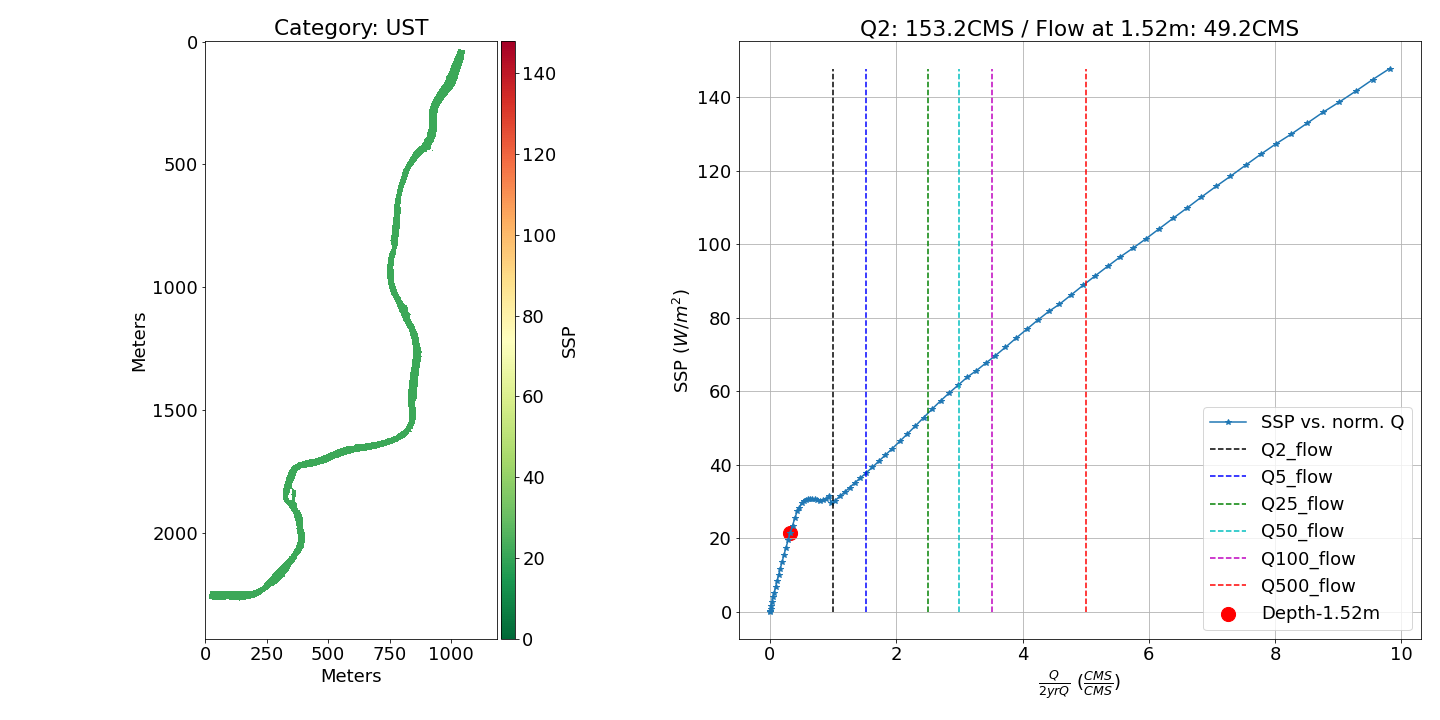 Category: UST
0
500
1000
1500
2000
Meters
0
250
500
750
1000
Meters
140
120
100
80
60
40
20
0
SSP
Q2: 153.2CMS / Flow at 1.52m: 49.2CMS
140
120
100
80
60
40
20
0
SSP (W/m²)
0
2
4
6
8
10
Q/2yrQ (CMS/CMS)
SSP vs. norm. Q
Q2_flow
Q5_flow
Q25_flow
Q50_flow
Q100_flow
Q500_flow
Depth-1.52m